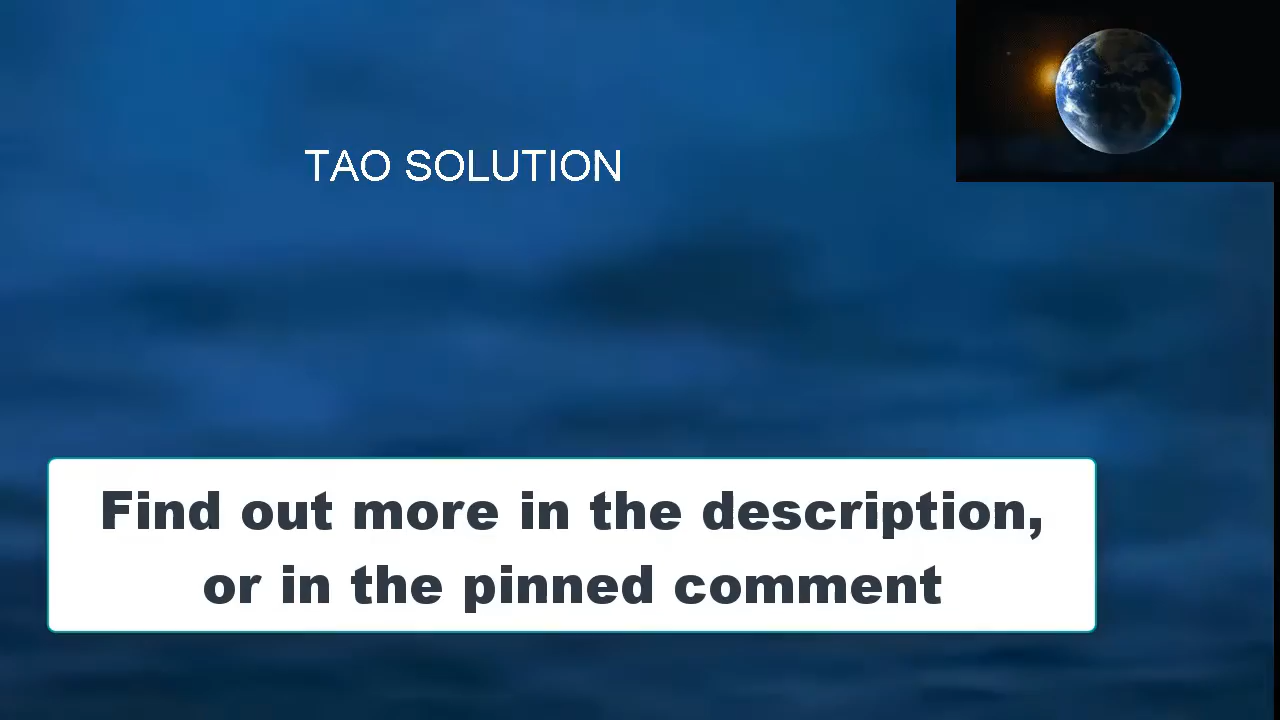 TAO SOLUTION
Find out more in the description,
or in the pinned comment